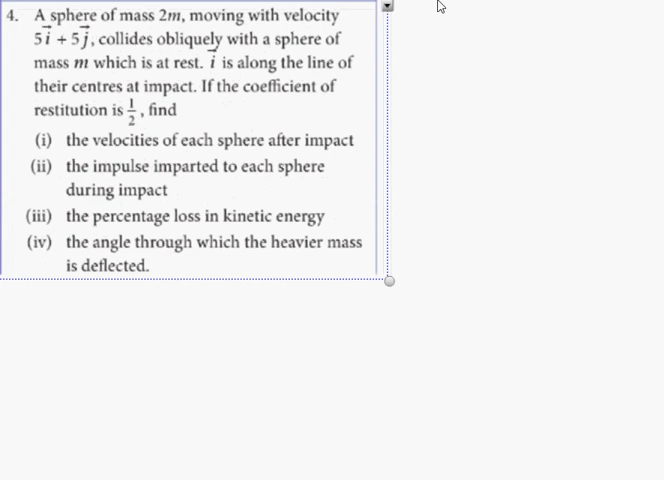 4. A sphere of mass 2m, moving with velocity
5i⃗ + 5j⃗, collides obliquely with a sphere of
mass m which is at rest. i⃗ is along the line of
their centres at impact. If the coefficient of
restitution is 1/2, find
(i) the velocities of each sphere after impact
(ii) the impulse imparted to each sphere
during impact
(iii) the percentage loss in kinetic energy
(iv) the angle through which the heavier mass
is deflected.